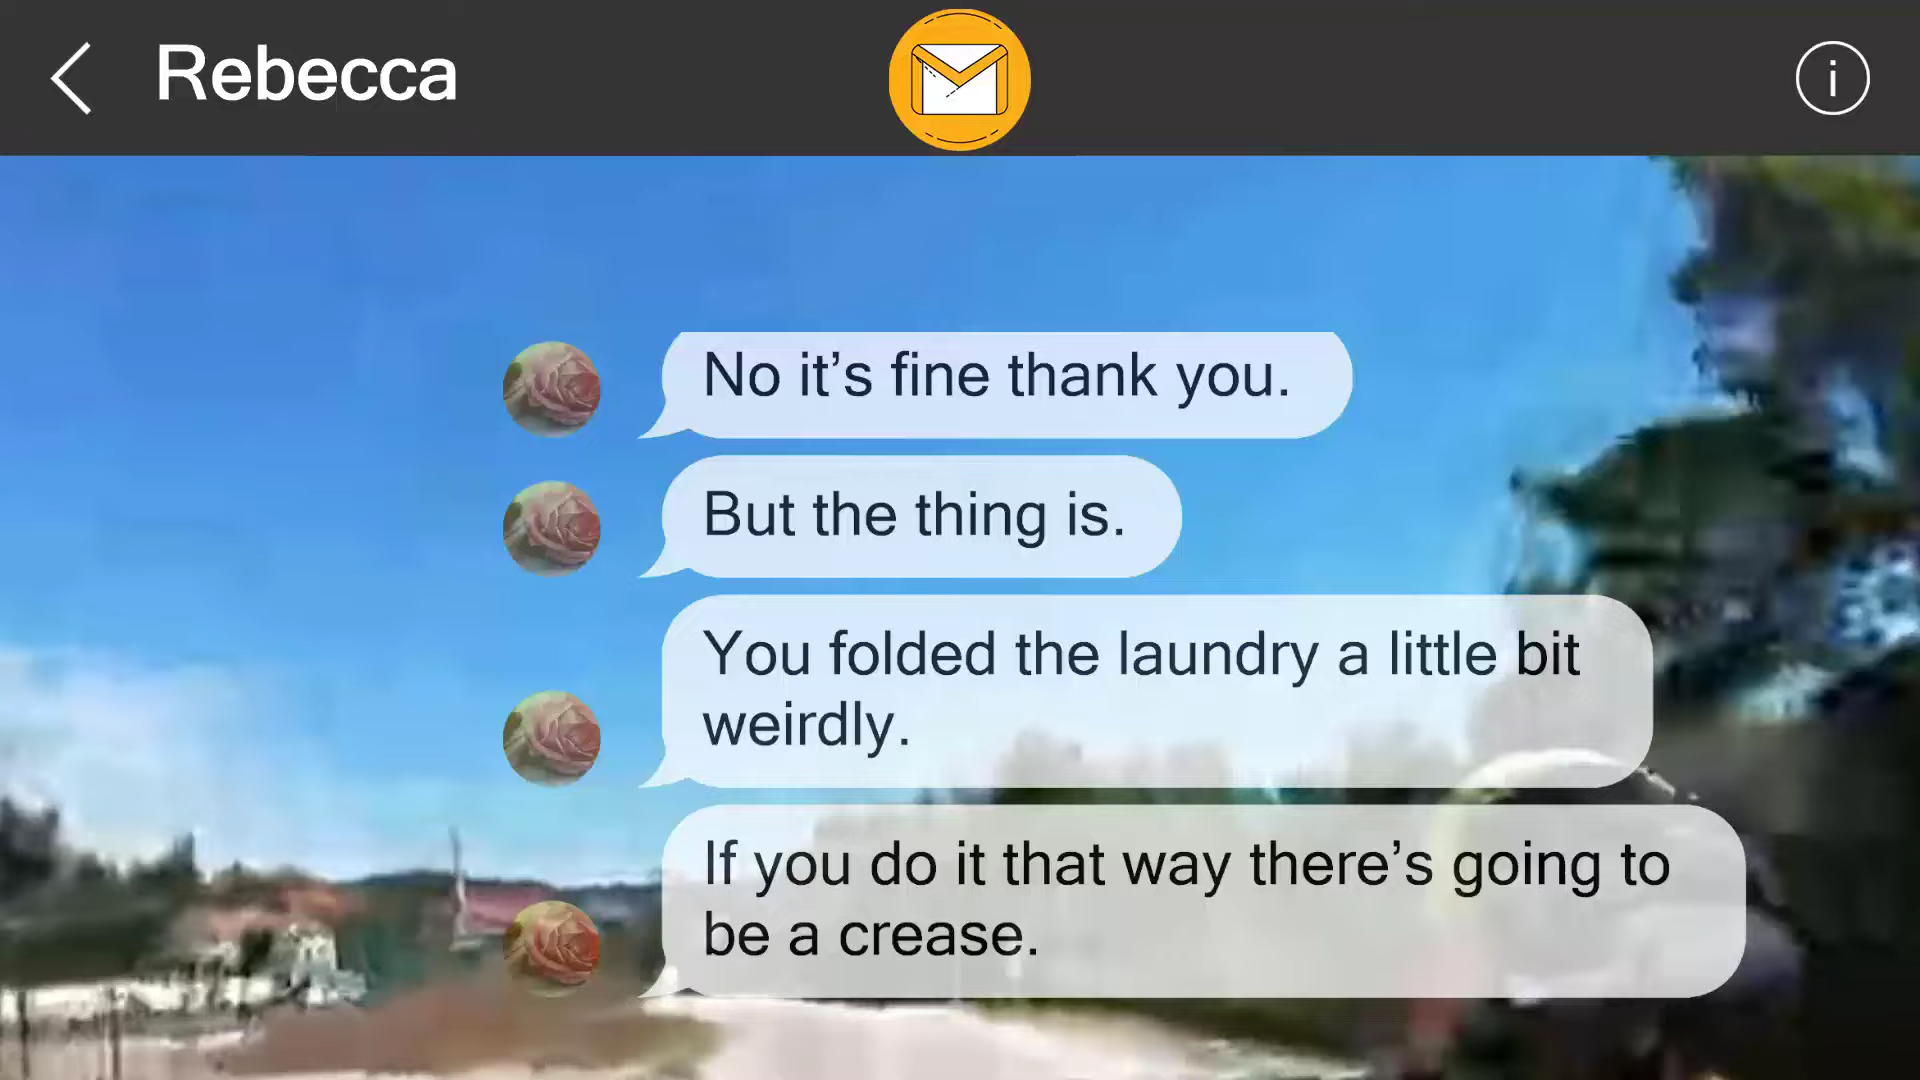 Rebecca
No it’s fine thank you.
But the thing is.
You folded the laundry a little bit
weirdly.
If you do it that way there’s going to
be a crease.